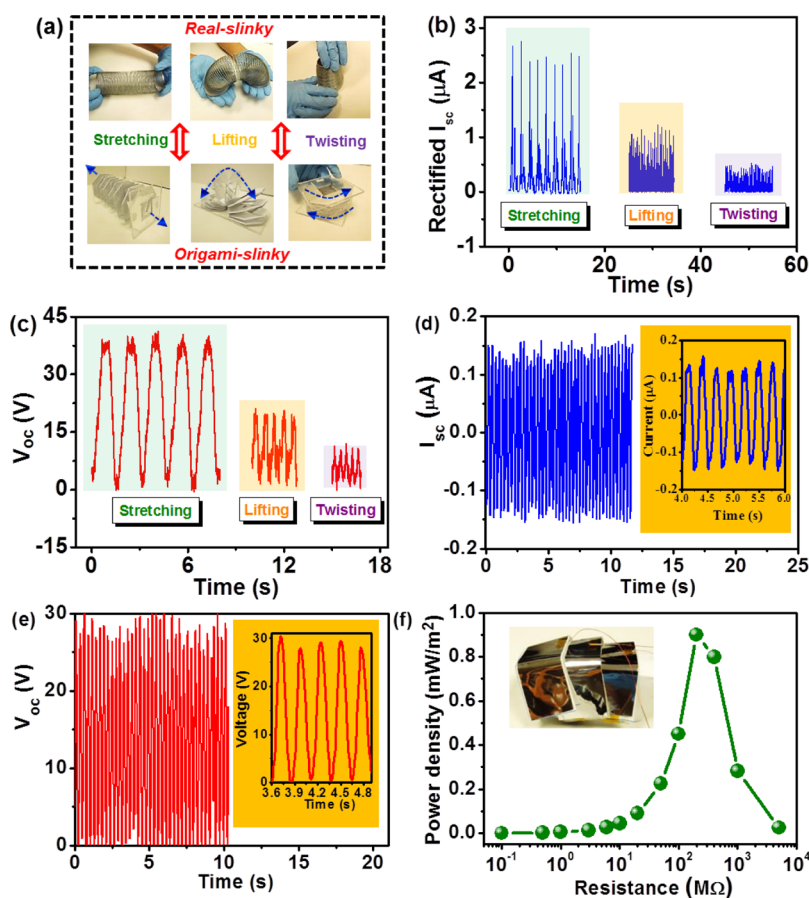 (a)
Real-slinky
Stretching
Lifting
Twisting
Origami-slinky
(b)
Rectified Isc (μA)
4
3
2
1
0
-1
Stretching
Lifting
Twisting
0
20
40
60
Time (s)
(c)
Voc (V)
45
30
15
0
-15
Stretching
Lifting
Twisting
0
6
12
18
Time (s)
(d)
Isc (μA)
0.2
0.1
0.0
-0.1
-0.2
0
5
10
15
20
25
Time (s)
Current (μA)
0.2
0.1
0.0
-0.1
-0.2
4.0
4.5
5.0
5.5
6.0
Time (s)
(e)
Voc (V)
30
20
10
0
0
5
10
15
20
Time (s)
Voltage (V)
30
20
10
0
3.6
3.9
4.2
4.5
4.8
Time (s)
(f)
Power density (mW/m²)
1.0
0.8
0.6
0.4
0.2
0.0
10⁻¹
10⁰
10¹
10²
10³
10⁴
Resistance (MΩ)